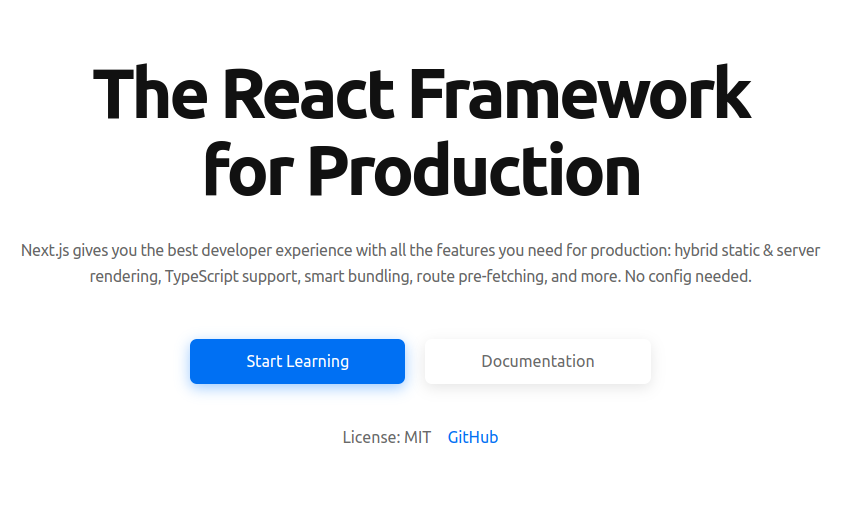 The React Framework
for Production
Next.js gives you the best developer experience with all the features you need for production: hybrid static & server
rendering, TypeScript support, smart bundling, route pre-fetching, and more. No config needed.
Start Learning
Documentation
License: MIT GitHub